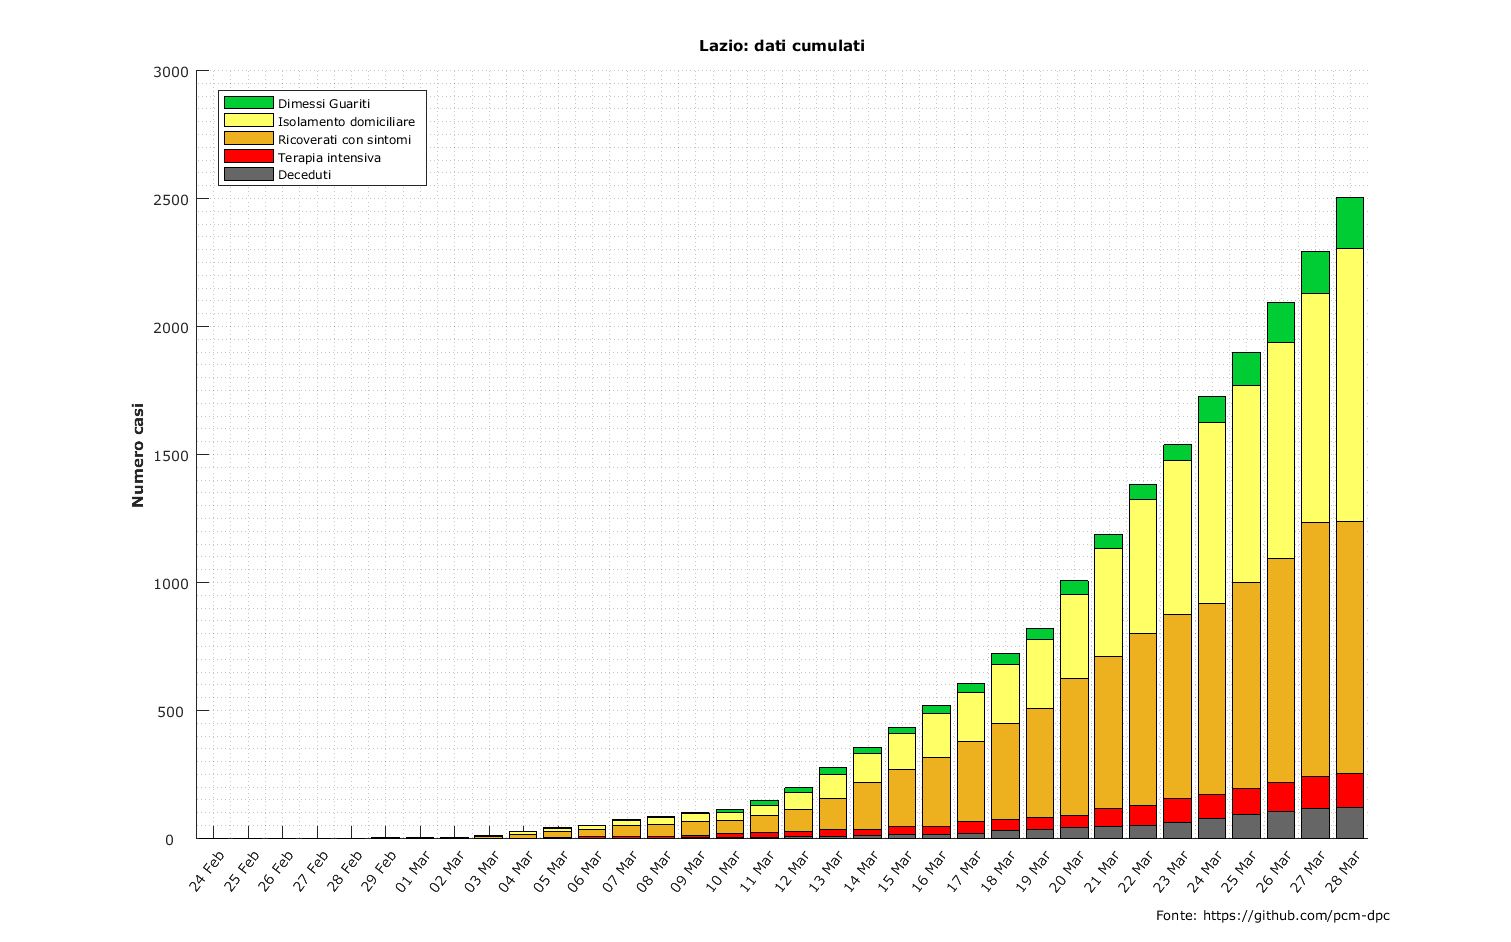 Lazio: dati cumulati
3000
2500
2000
1500
1000
500
0
Numero casi
Dimessi Guariti
Isolamento domiciliare
Ricoverati con sintomi
Terapia intensiva
Deceduti
24 Feb
25 Feb
26 Feb
27 Feb
28 Feb
29 Feb
01 Mar
02 Mar
03 Mar
04 Mar
05 Mar
06 Mar
07 Mar
08 Mar
09 Mar
10 Mar
11 Mar
12 Mar
13 Mar
14 Mar
15 Mar
16 Mar
17 Mar
18 Mar
19 Mar
20 Mar
21 Mar
22 Mar
23 Mar
24 Mar
25 Mar
26 Mar
27 Mar
28 Mar
Fonte: https://github.com/pcm-dpc